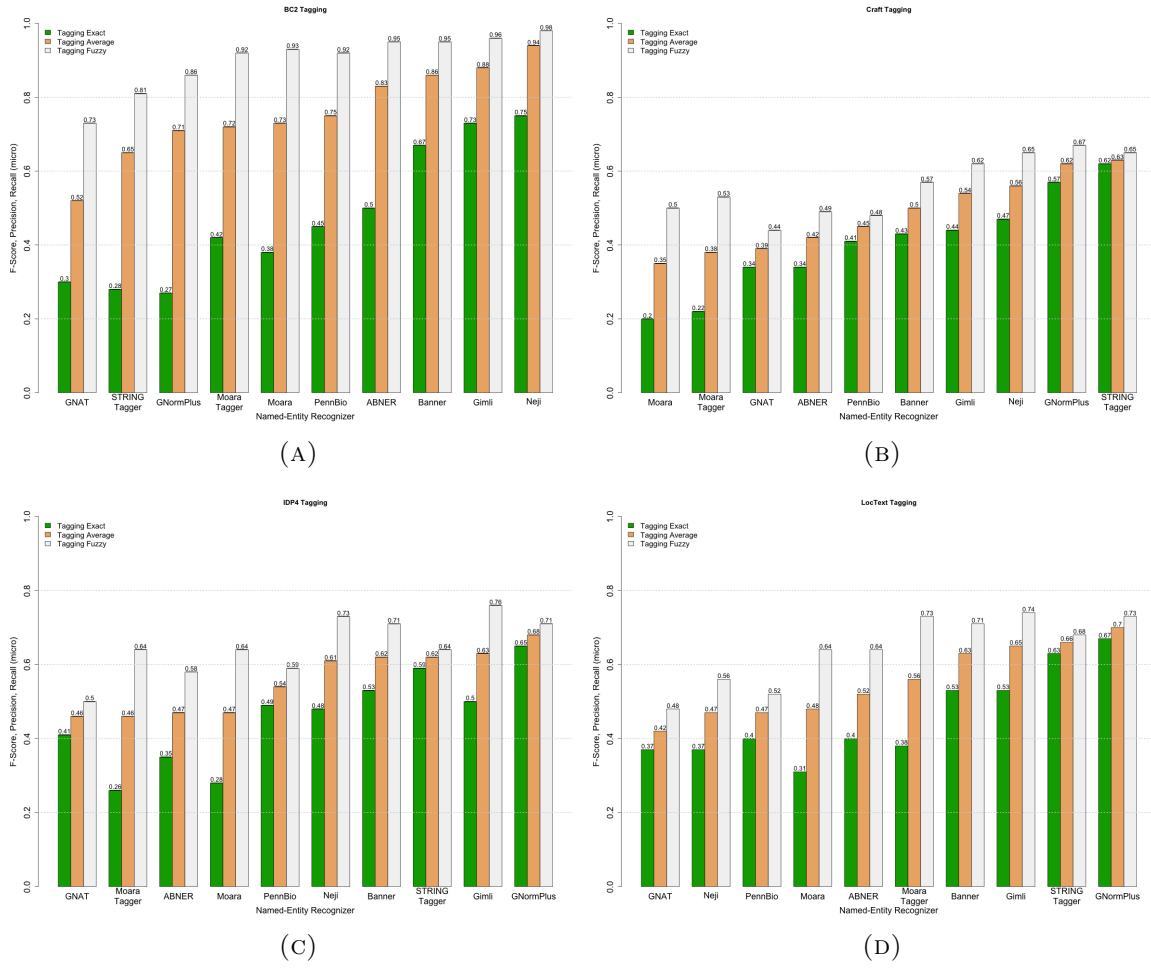 BC2 Tagging
F-Score, Precision, Recall (micro)
1.0
0.8
0.6
0.4
0.2
0.0
Tagging Exact
Tagging Average
Tagging Fuzzy
0.3 0.52 0.73 0.28 0.65 0.81 0.27 0.71 0.86 0.42 0.72 0.92 0.38 0.73 0.93 0.45 0.75 0.92 0.5 0.83 0.95 0.67 0.86 0.95 0.73 0.88 0.96 0.75 0.94 0.98
GNAT STRING Tagger GNormPlus Moara Tagger Moara PennBio ABNER Banner Gimli Neji
Named-Entity Recognizer
(A)
Craft Tagging
F-Score, Precision, Recall (micro)
1.0
0.8
0.6
0.4
0.2
0.0
Tagging Exact
Tagging Average
Tagging Fuzzy
0.2 0.35 0.5 0.22 0.38 0.53 0.34 0.39 0.44 0.34 0.42 0.49 0.41 0.45 0.48 0.43 0.5 0.57 0.44 0.54 0.62 0.47 0.56 0.65 0.57 0.62 0.67 0.62 0.63 0.65
Moara Moara Tagger GNAT ABNER PennBio Banner Gimli Neji GNormPlus STRING Tagger
Named-Entity Recognizer
(B)
IDP4 Tagging
F-Score, Precision, Recall (micro)
1.0
0.8
0.6
0.4
0.2
0.0
Tagging Exact
Tagging Average
Tagging Fuzzy
0.41 0.46 0.5 0.26 0.46 0.64 0.35 0.47 0.58 0.28 0.47 0.64 0.49 0.54 0.59 0.48 0.61 0.73 0.53 0.62 0.71 0.59 0.62 0.64 0.5 0.63 0.76 0.65 0.68 0.71
GNAT Moara Tagger ABNER Moara PennBio Neji Banner STRING Tagger Gimli GNormPlus
Named-Entity Recognizer
(C)
LocText Tagging
F-Score, Precision, Recall (micro)
1.0
0.8
0.6
0.4
0.2
0.0
Tagging Exact
Tagging Average
Tagging Fuzzy
0.37 0.42 0.48 0.37 0.47 0.56 0.4 0.47 0.52 0.31 0.48 0.64 0.4 0.52 0.64 0.38 0.56 0.73 0.53 0.63 0.71 0.53 0.65 0.74 0.63 0.66 0.68 0.67 0.7 0.73
GNAT Neji PennBio Moara ABNER Moara Tagger Banner Gimli STRING Tagger GNormPlus
Named-Entity Recognizer
(D)